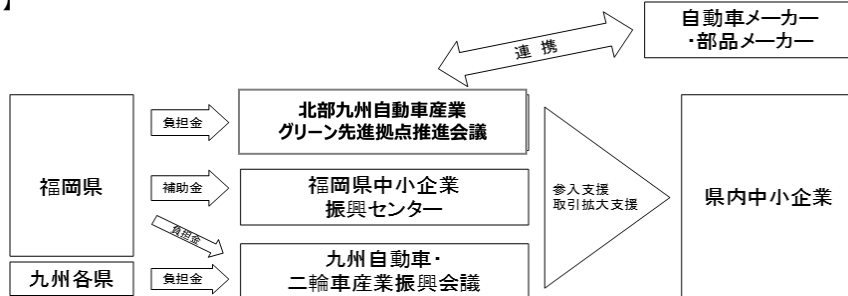 】
自動車メーカー
・部品メーカー
連 携
北部九州自動車産業
グリーン先進拠点推進会議
負担金
福岡県
補助金
福岡県中小企業
振興センター
参入支援
取引拡大支援
県内中小企業
負担金
九州自動車・
二輪車産業振興会議
九州各県
負担金